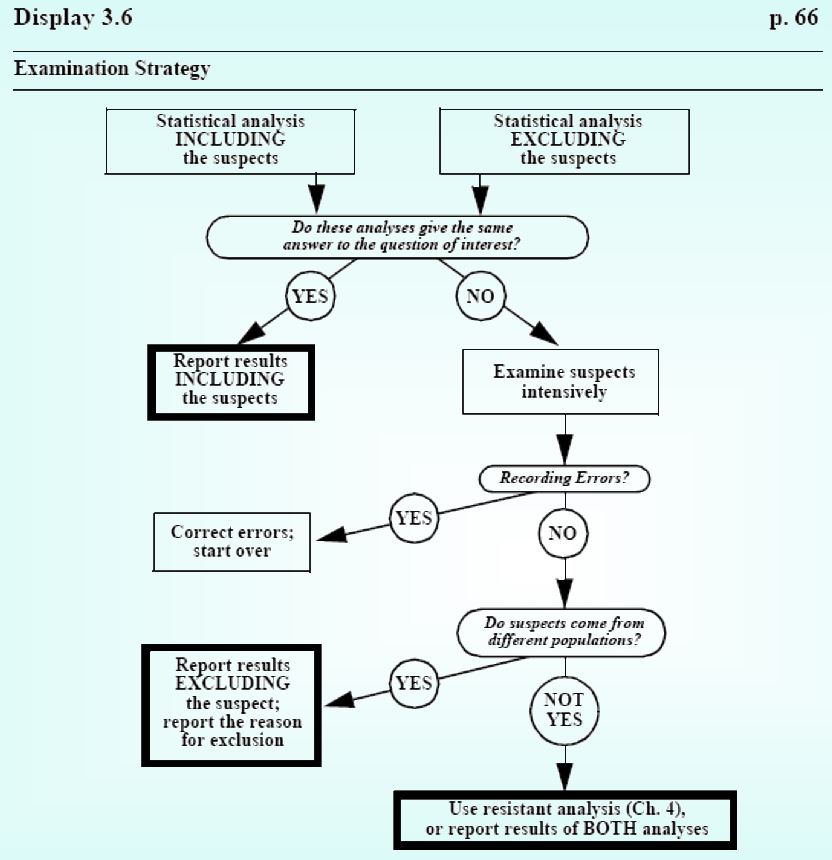 Display 3.6
p. 66
Examination Strategy
Statistical analysis
INCLUDING
the suspects
Statistical analysis
EXCLUDING
the suspects
Do these analyses give the same
answer to the question of interest?
YES
NO
Report results
INCLUDING
the suspects
Examine suspects
intensively
Recording Errors?
YES
NO
Correct errors;
start over
Do suspects come from
different populations?
YES
NOT
YES
Report results
EXCLUDING
the suspect;
report the reason
for exclusion
Use resistant analysis (Ch. 4),
or report results of BOTH analyses